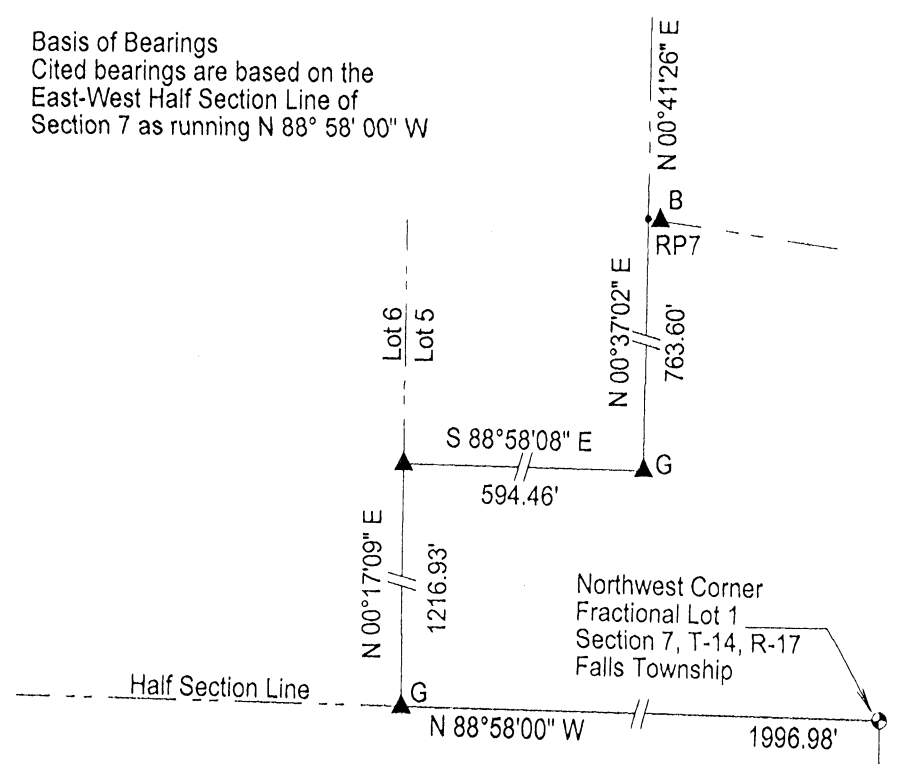 Basis of Bearings
Cited bearings are based on the
East-West Half Section Line of
Section 7 as running N 88° 58' 00" W
N 00°41'26" E
B
RP7
N 00°37'02" E
763.60'
Lot 6
Lot 5
S 88°58'08" E
594.46'
G
N 00°17'09" E
1216.93'
Northwest Corner
Fractional Lot 1
Section 7, T-14, R-17
Falls Township
Half Section Line
G
N 88°58'00" W
1996.98'